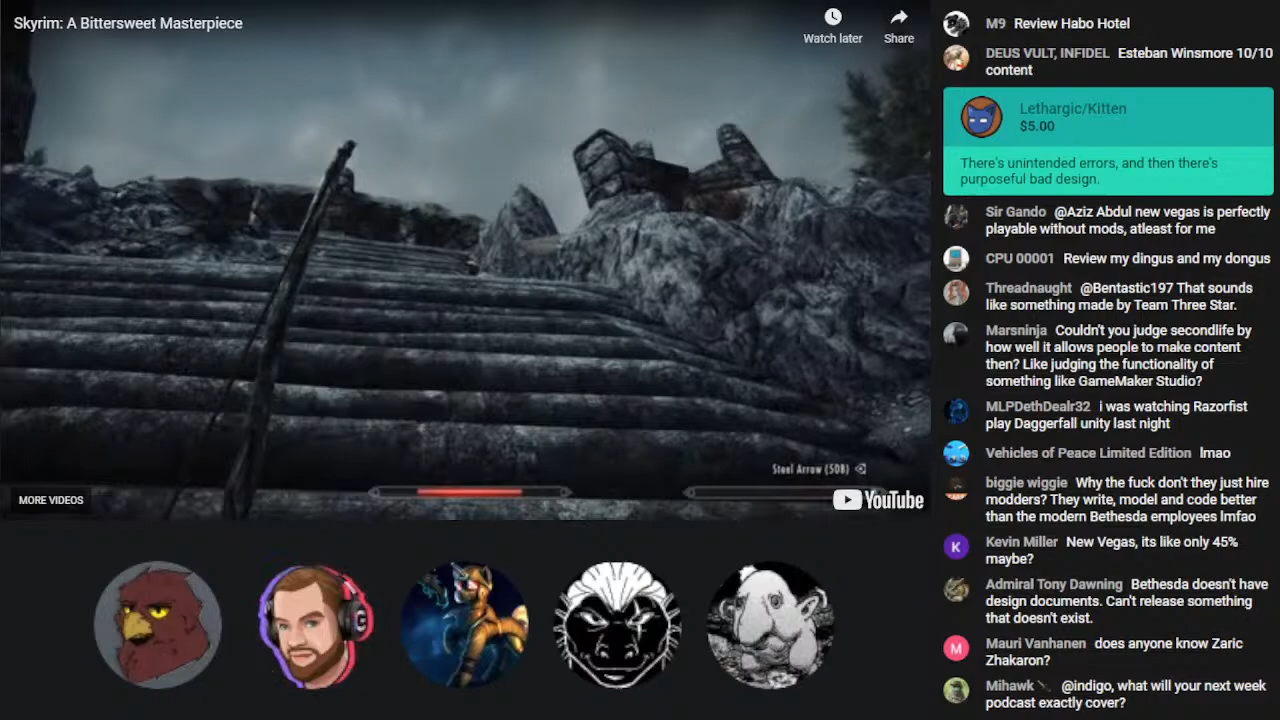 Skyrim: A Bittersweet Masterpiece
Watch later
Share
Steel Arrow (508)
MORE VIDEOS
YouTube
M9 Review Habo Hotel
DEUS VULT, INFIDEL Esteban Winsmore 10/10
content
Lethargic/Kitten
$5.00
There's unintended errors, and then there's
purposeful bad design.
Sir Gando @Aziz Abdul new vegas is perfectly
playable without mods, atleast for me
CPU 00001 Review my dingus and my dongus
Threadnaught @Bentastic197 That sounds
like something made by Team Three Star.
Marsninja Couldn't you judge secondlife by
how well it allows people to make content
then? Like judging the functionality of
something like GameMaker Studio?
MLPDethDealr32 i was watching Razorfist
play Daggerfall unity last night
Vehicles of Peace Limited Edition lmao
biggie wiggie Why the fuck don't they just hire
modders? They write, model and code better
than the modern Bethesda employees lmfao
K
Kevin Miller New Vegas, its like only 45%
maybe?
Admiral Tony Dawning Bethesda doesn't have
design documents. Can't release something
that doesn't exist.
M
Mauri Vanhanen does anyone know Zaric
Zhakaron?
Mihawk @indigo, what will your next week
podcast exactly cover?